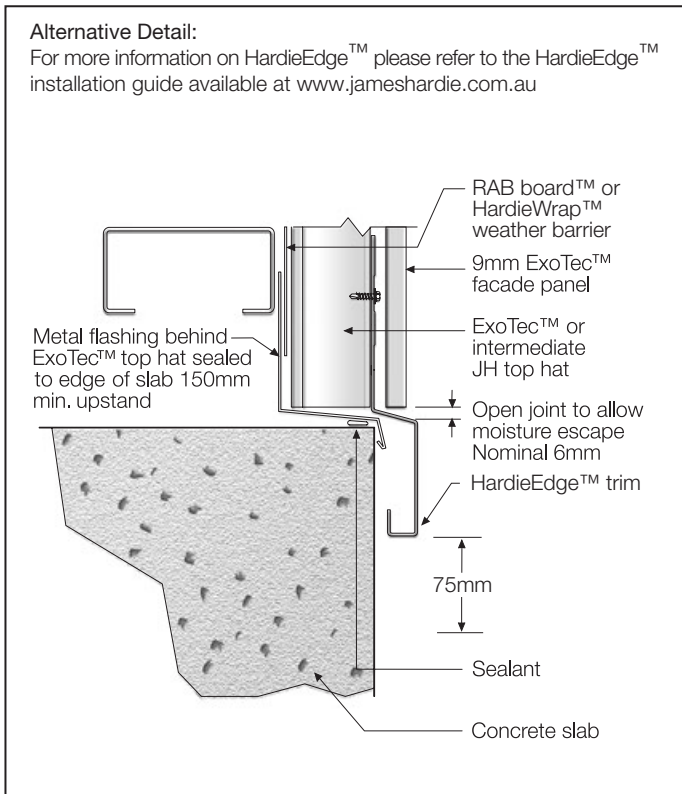 Alternative Detail:
For more information on HardieEdge™ please refer to the HardieEdge™
installation guide available at www.jameshardie.com.au
RAB board™ or
HardieWrap™
weather barrier
9mm ExoTec™
facade panel
Metal flashing behind
ExoTec™ top hat sealed
to edge of slab 150mm
min. upstand
ExoTec™ or
intermediate
JH top hat
Open joint to allow
moisture escape
Nominal 6mm
HardieEdge™ trim
75mm
Sealant
Concrete slab